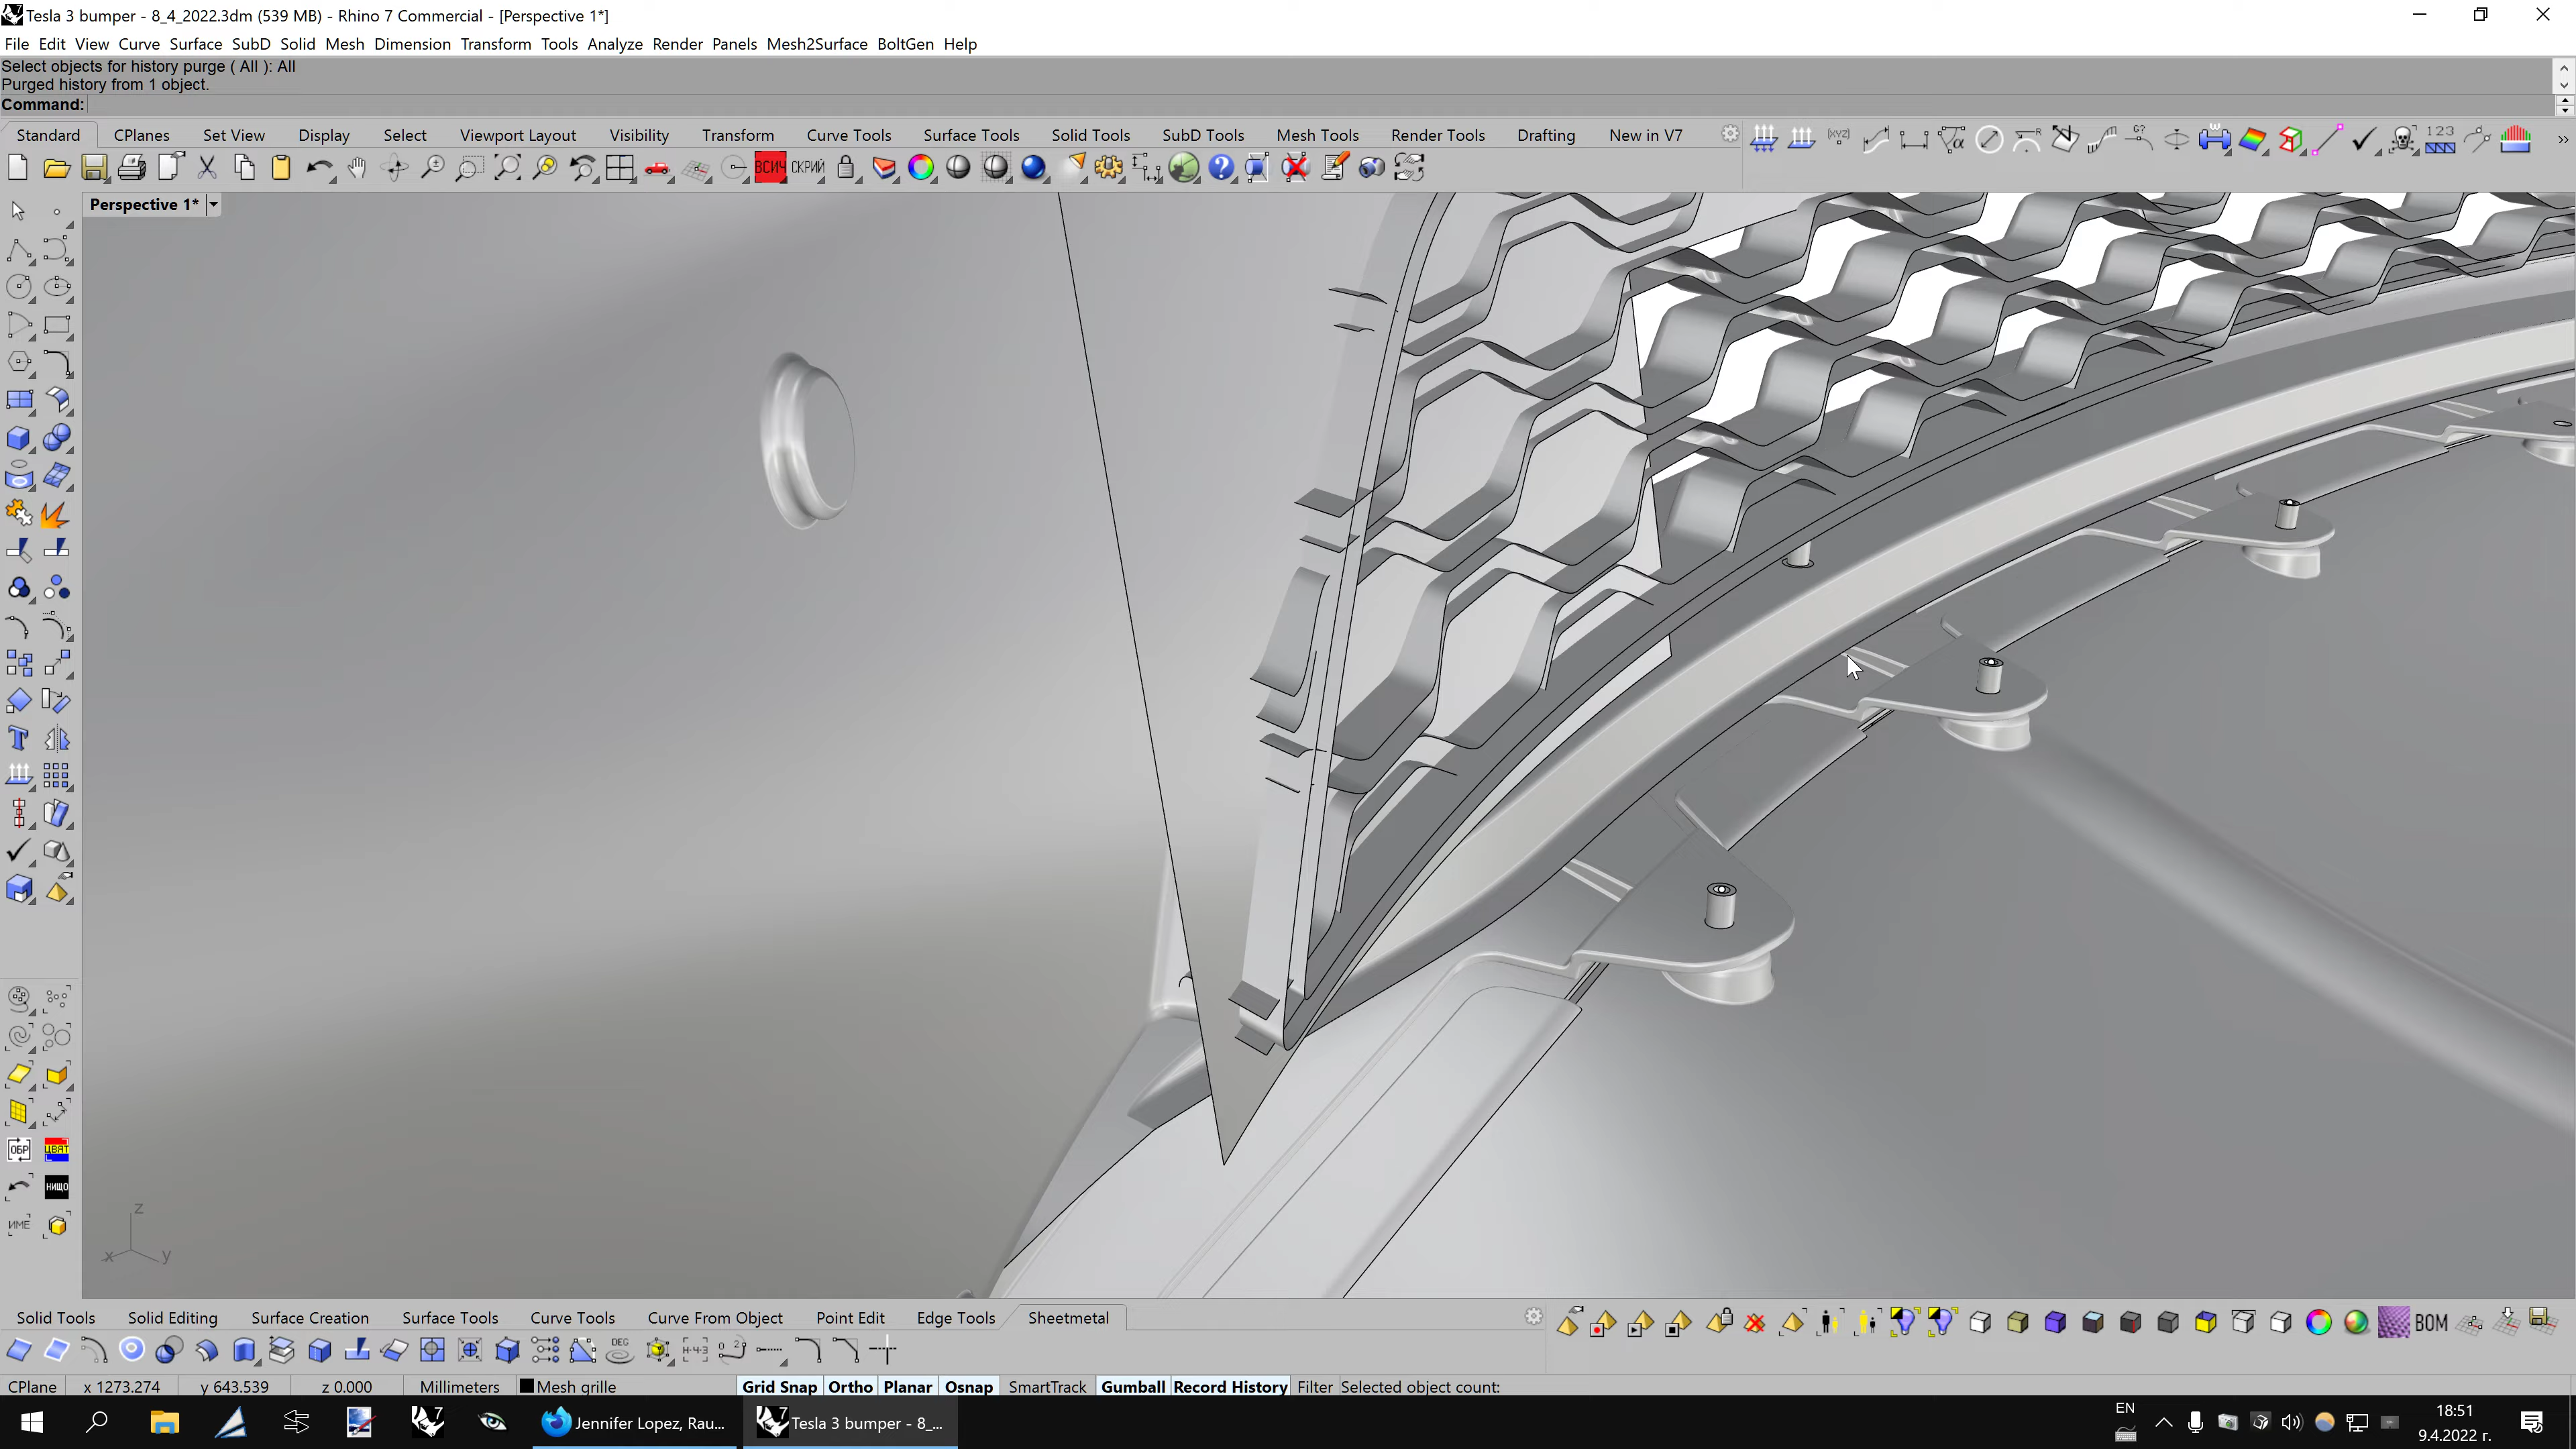 Tesla 3 bumper - 8_4_2022.3dm (539 MB) - Rhino 7 Commercial - [Perspective 1*]
File Edit View Curve Surface SubD Solid Mesh Dimension Transform Tools Analyze Render Panels Mesh2Surface BoltGen Help
Select objects for history purge ( All ): All
Purged history from 1 object.
Command:
Standard CPlanes Set View Display Select Viewport Layout Visibility Transform Curve Tools Surface Tools Solid Tools SubD Tools Mesh Tools Render Tools Drafting New in V7
ВСИЧ СКРИЙ
Perspective 1*
ОБР ЦВЯТ
НИЩО
ИМЕ
z
x y
Solid Tools Solid Editing Surface Creation Surface Tools Curve Tools Curve From Object Point Edit Edge Tools Sheetmetal
DEG BOM
CPlane x 1273.274 y 643.539 z 0.000 Millimeters Mesh grille Grid Snap Ortho Planar Osnap SmartTrack Gumball Record History Filter Selected object count:
Jennifer Lopez, Rau... Tesla 3 bumper - 8_...
EN
18:51
9.4.2022 г.